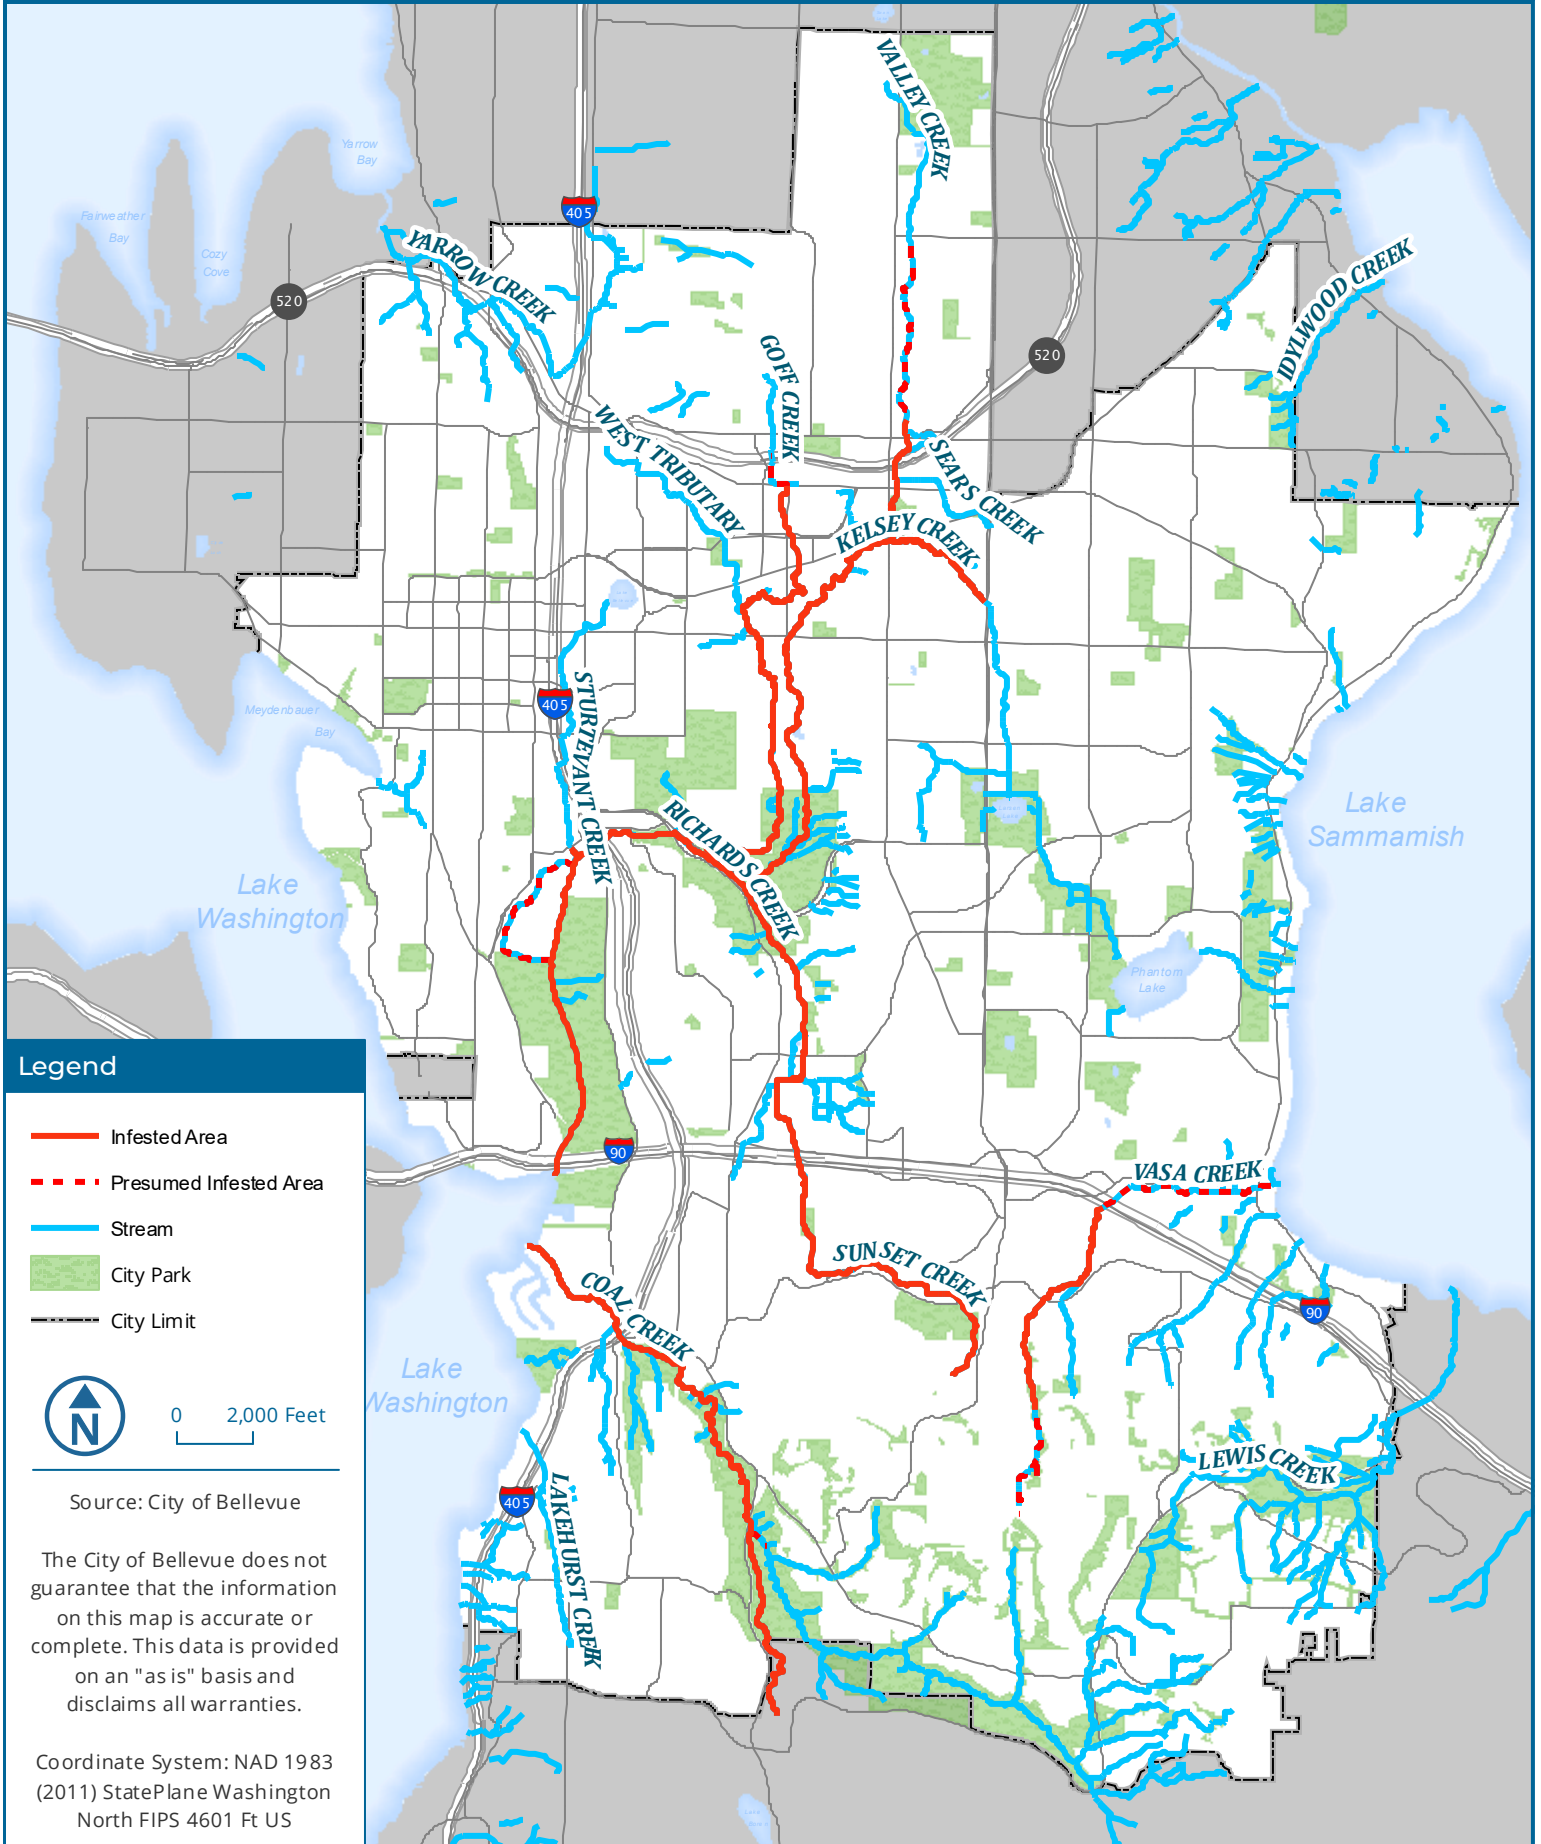 VALLEY CREEK
Yarrow
Bay
405
Fairweather
Bay
Cozy
Cove
YARROW CREEK
IDYLWOOD CREEK
520
GOFF CREEK
520
WEST TRIBUTARY
SEARS CREEK
KELSEY CREEK
STURTEVANT CREEK
405
Meydenbauer
Bay
RICHARDS CREEK
Larsen
Lake
Lake
Sammamish
Lake
Washington
Phantom
Lake
Legend
Infested Area
Presumed Infested Area
Stream
City Park
City Limit
90
VASA CREEK
SUNSET CREEK
COAL CREEK
90
Lake
Washington
N
0 2,000 Feet
LEWIS CREEK
405
LAKEHURST CREEK
Source: City of Bellevue
The City of Bellevue does not
guarantee that the information
on this map is accurate or
complete. This data is provided
on an "as is" basis and
disclaims all warranties.
Coordinate System: NAD 1983
(2011) StatePlane Washington
North FIPS 4601 Ft US